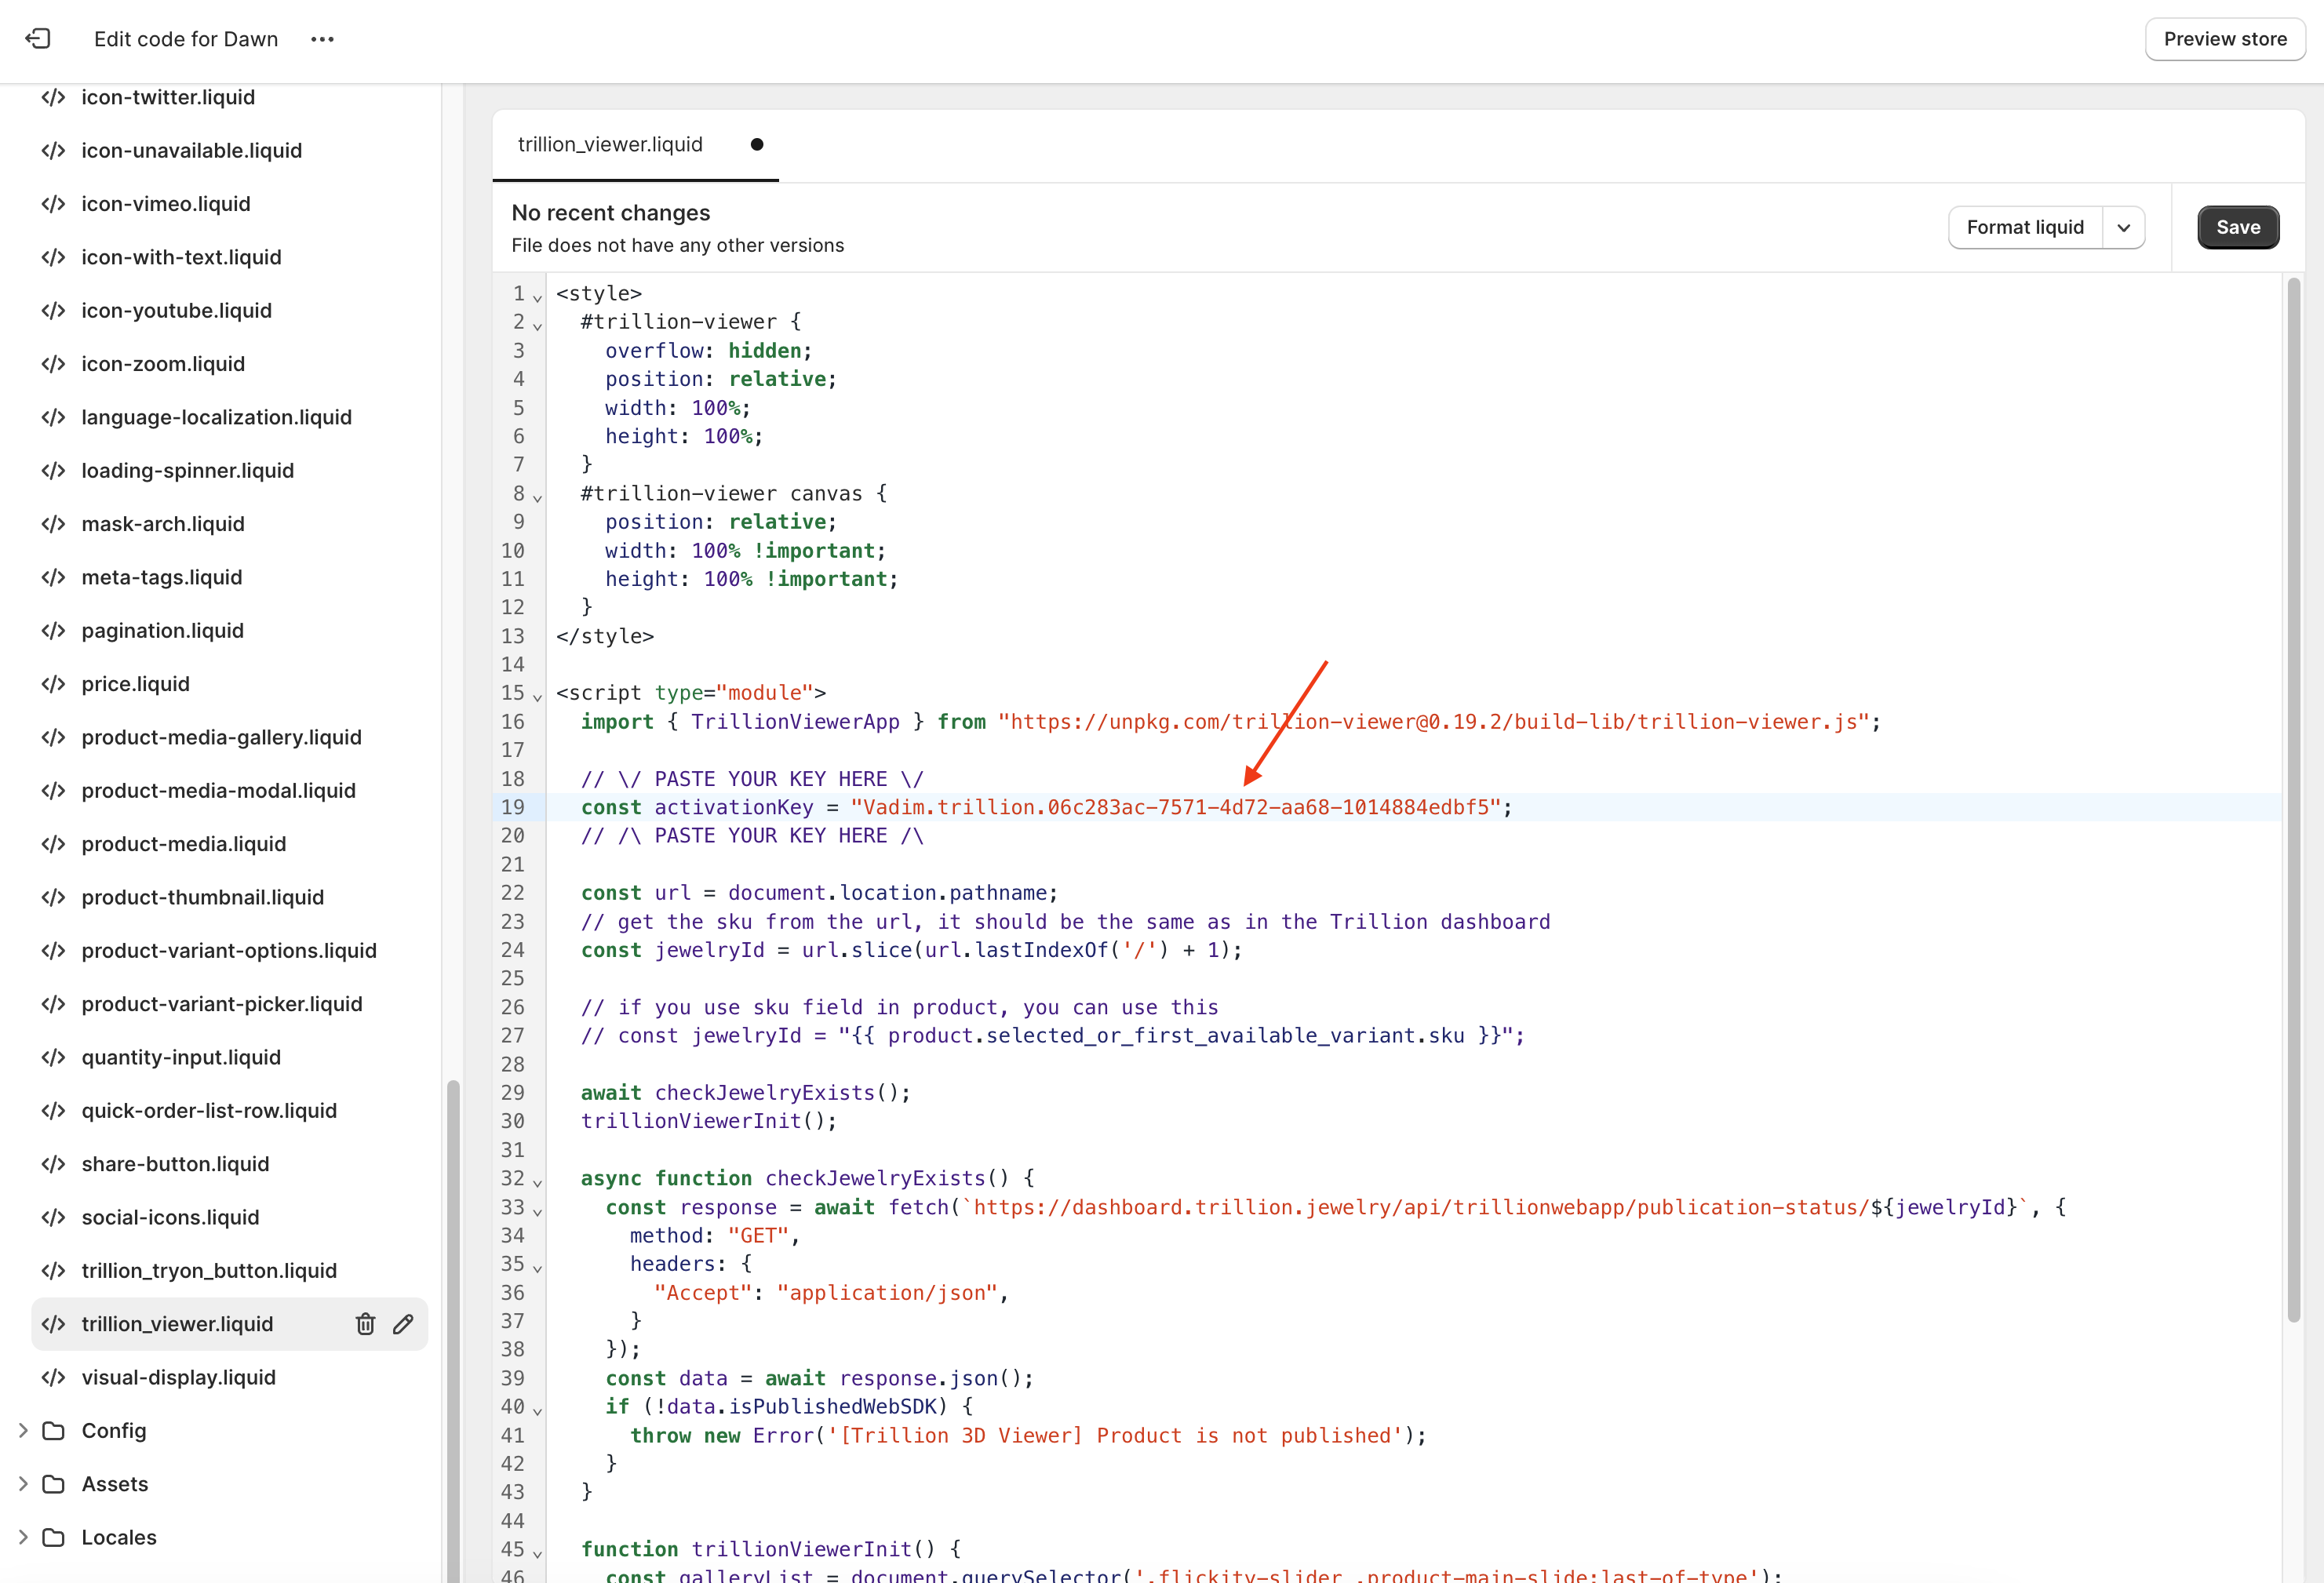 Edit code for Dawn
Preview store
icon-twitter.liquid
icon-unavailable.liquid
icon-vimeo.liquid
icon-with-text.liquid
icon-youtube.liquid
icon-zoom.liquid
language-localization.liquid
loading-spinner.liquid
mask-arch.liquid
meta-tags.liquid
pagination.liquid
price.liquid
product-media-gallery.liquid
product-media-modal.liquid
product-media.liquid
product-thumbnail.liquid
product-variant-options.liquid
product-variant-picker.liquid
quantity-input.liquid
quick-order-list-row.liquid
share-button.liquid
social-icons.liquid
trillion_tryon_button.liquid
trillion_viewer.liquid
visual-display.liquid
Config
Assets
Locales
trillion_viewer.liquid
No recent changes
File does not have any other versions
Format liquid
Save
1 <style>
2 #trillion-viewer {
3 overflow: hidden;
4 position: relative;
5 width: 100%;
6 height: 100%;
7 }
8 #trillion-viewer canvas {
9 position: relative;
10 width: 100% !important;
11 height: 100% !important;
12 }
13 </style>
14
15 <script type="module">
16 import { TrillionViewerApp } from "https://unpkg.com/trillion-viewer@0.19.2/build-lib/trillion-viewer.js";
17
18 // \/ PASTE YOUR KEY HERE \/
19 const activationKey = "Vadim.trillion.06c283ac-7571-4d72-aa68-1014884edbf5";
20 // /\ PASTE YOUR KEY HERE /\
21
22 const url = document.location.pathname;
23 // get the sku from the url, it should be the same as in the Trillion dashboard
24 const jewelryId = url.slice(url.lastIndexOf('/') + 1);
25
26 // if you use sku field in product, you can use this
27 // const jewelryId = "{{ product.selected_or_first_available_variant.sku }}";
28
29 await checkJewelryExists();
30 trillionViewerInit();
31
32 async function checkJewelryExists() {
33 const response = await fetch(`https://dashboard.trillion.jewelry/api/trillionwebapp/publication-status/${jewelryId}`, {
34 method: "GET",
35 headers: {
36 "Accept": "application/json",
37 }
38 });
39 const data = await response.json();
40 if (!data.isPublishedWebSDK) {
41 throw new Error('[Trillion 3D Viewer] Product is not published');
42 }
43 }
44
45 function trillionViewerInit() {
46 const galleryList = document.querySelector('.flickity-slider .product-main-slide:last-of-type');